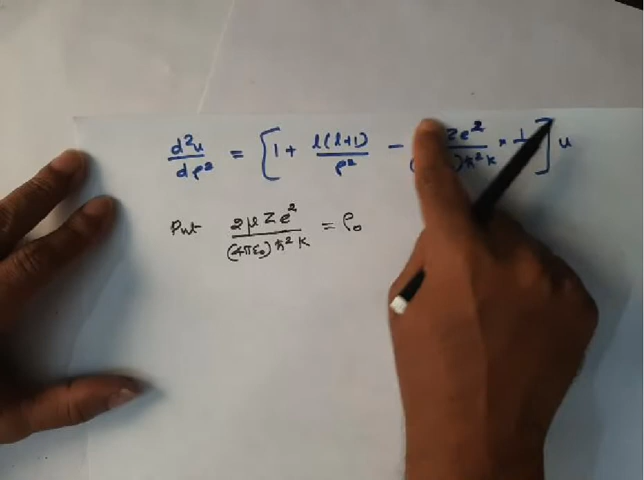 d²u/dρ² = [1 + l(l+1)/ρ² − Ze²/()ħ²k × 1/ ] u
Put 2μZe²/(4πε₀)ħ²k = ρ₀